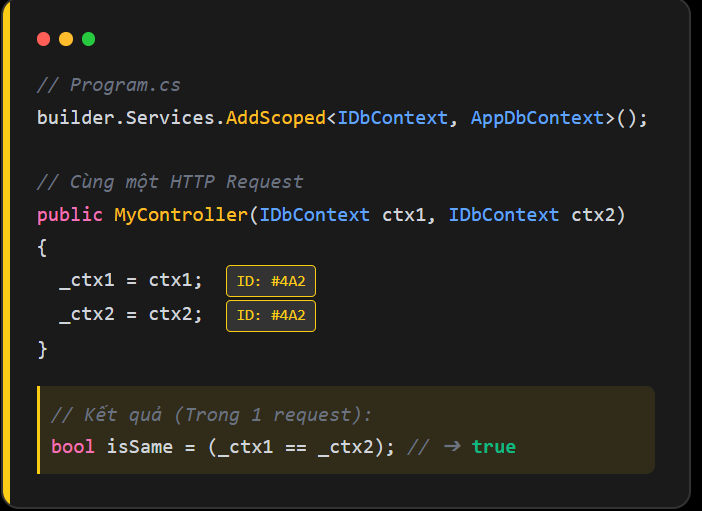 // Program.cs
builder.Services.AddScoped<IDbContext, AppDbContext>();
// Cùng một HTTP Request
public MyController(IDbContext ctx1, IDbContext ctx2)
{
_ctx1 = ctx1; ID: #4A2
_ctx2 = ctx2; ID: #4A2
}
// Kết quả (Trong 1 request):
bool isSame = (_ctx1 == _ctx2); // ➔ true